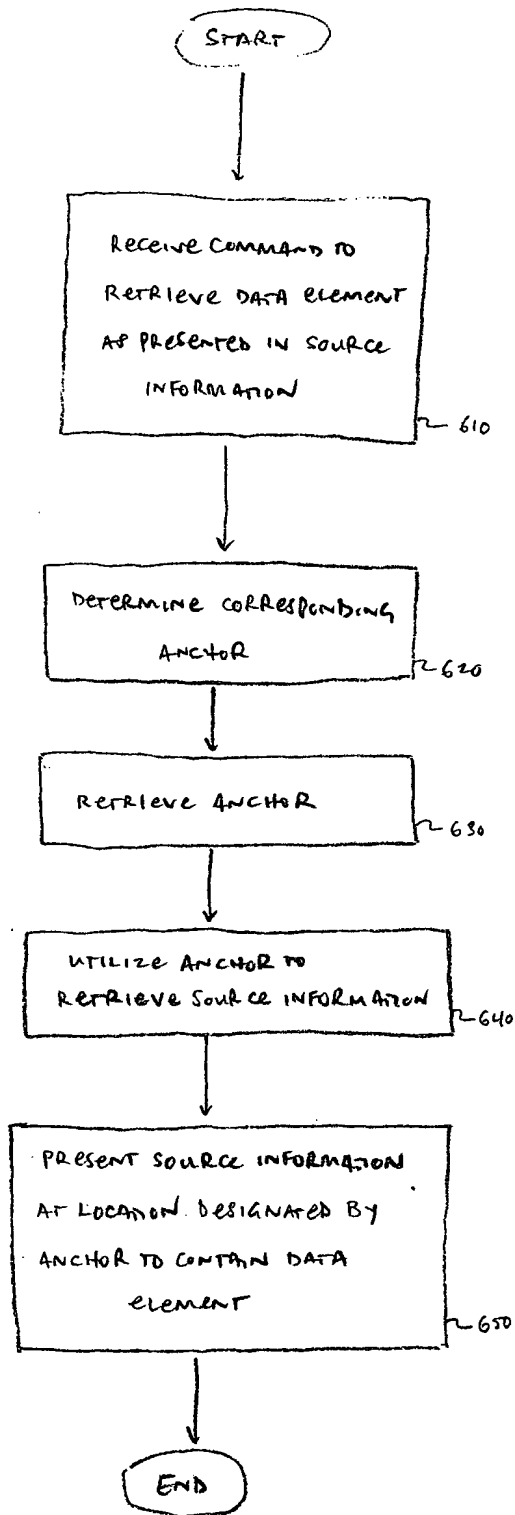 START
RECEIVE COMMAND TO
RETRIEVE DATA ELEMENT
AS PRESENTED IN SOURCE
INFORMATION
610
DETERMINE CORRESPONDING
ANCHOR
620
RETRIEVE ANCHOR
630
UTILIZE ANCHOR TO
RETRIEVE SOURCE INFORMATION
640
PRESENT SOURCE INFORMATION
AT LOCATION DESIGNATED BY
ANCHOR TO CONTAIN DATA
ELEMENT
650
END